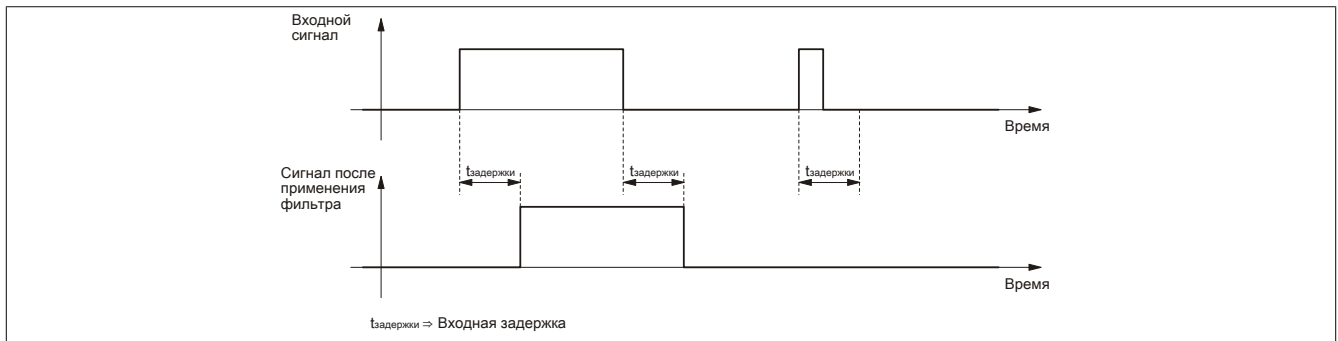 Входной
сигнал
Время
Сигнал после
применения
фильтра
tзадержки
tзадержки
tзадержки
Время
tзадержки ⇒ Входная задержка